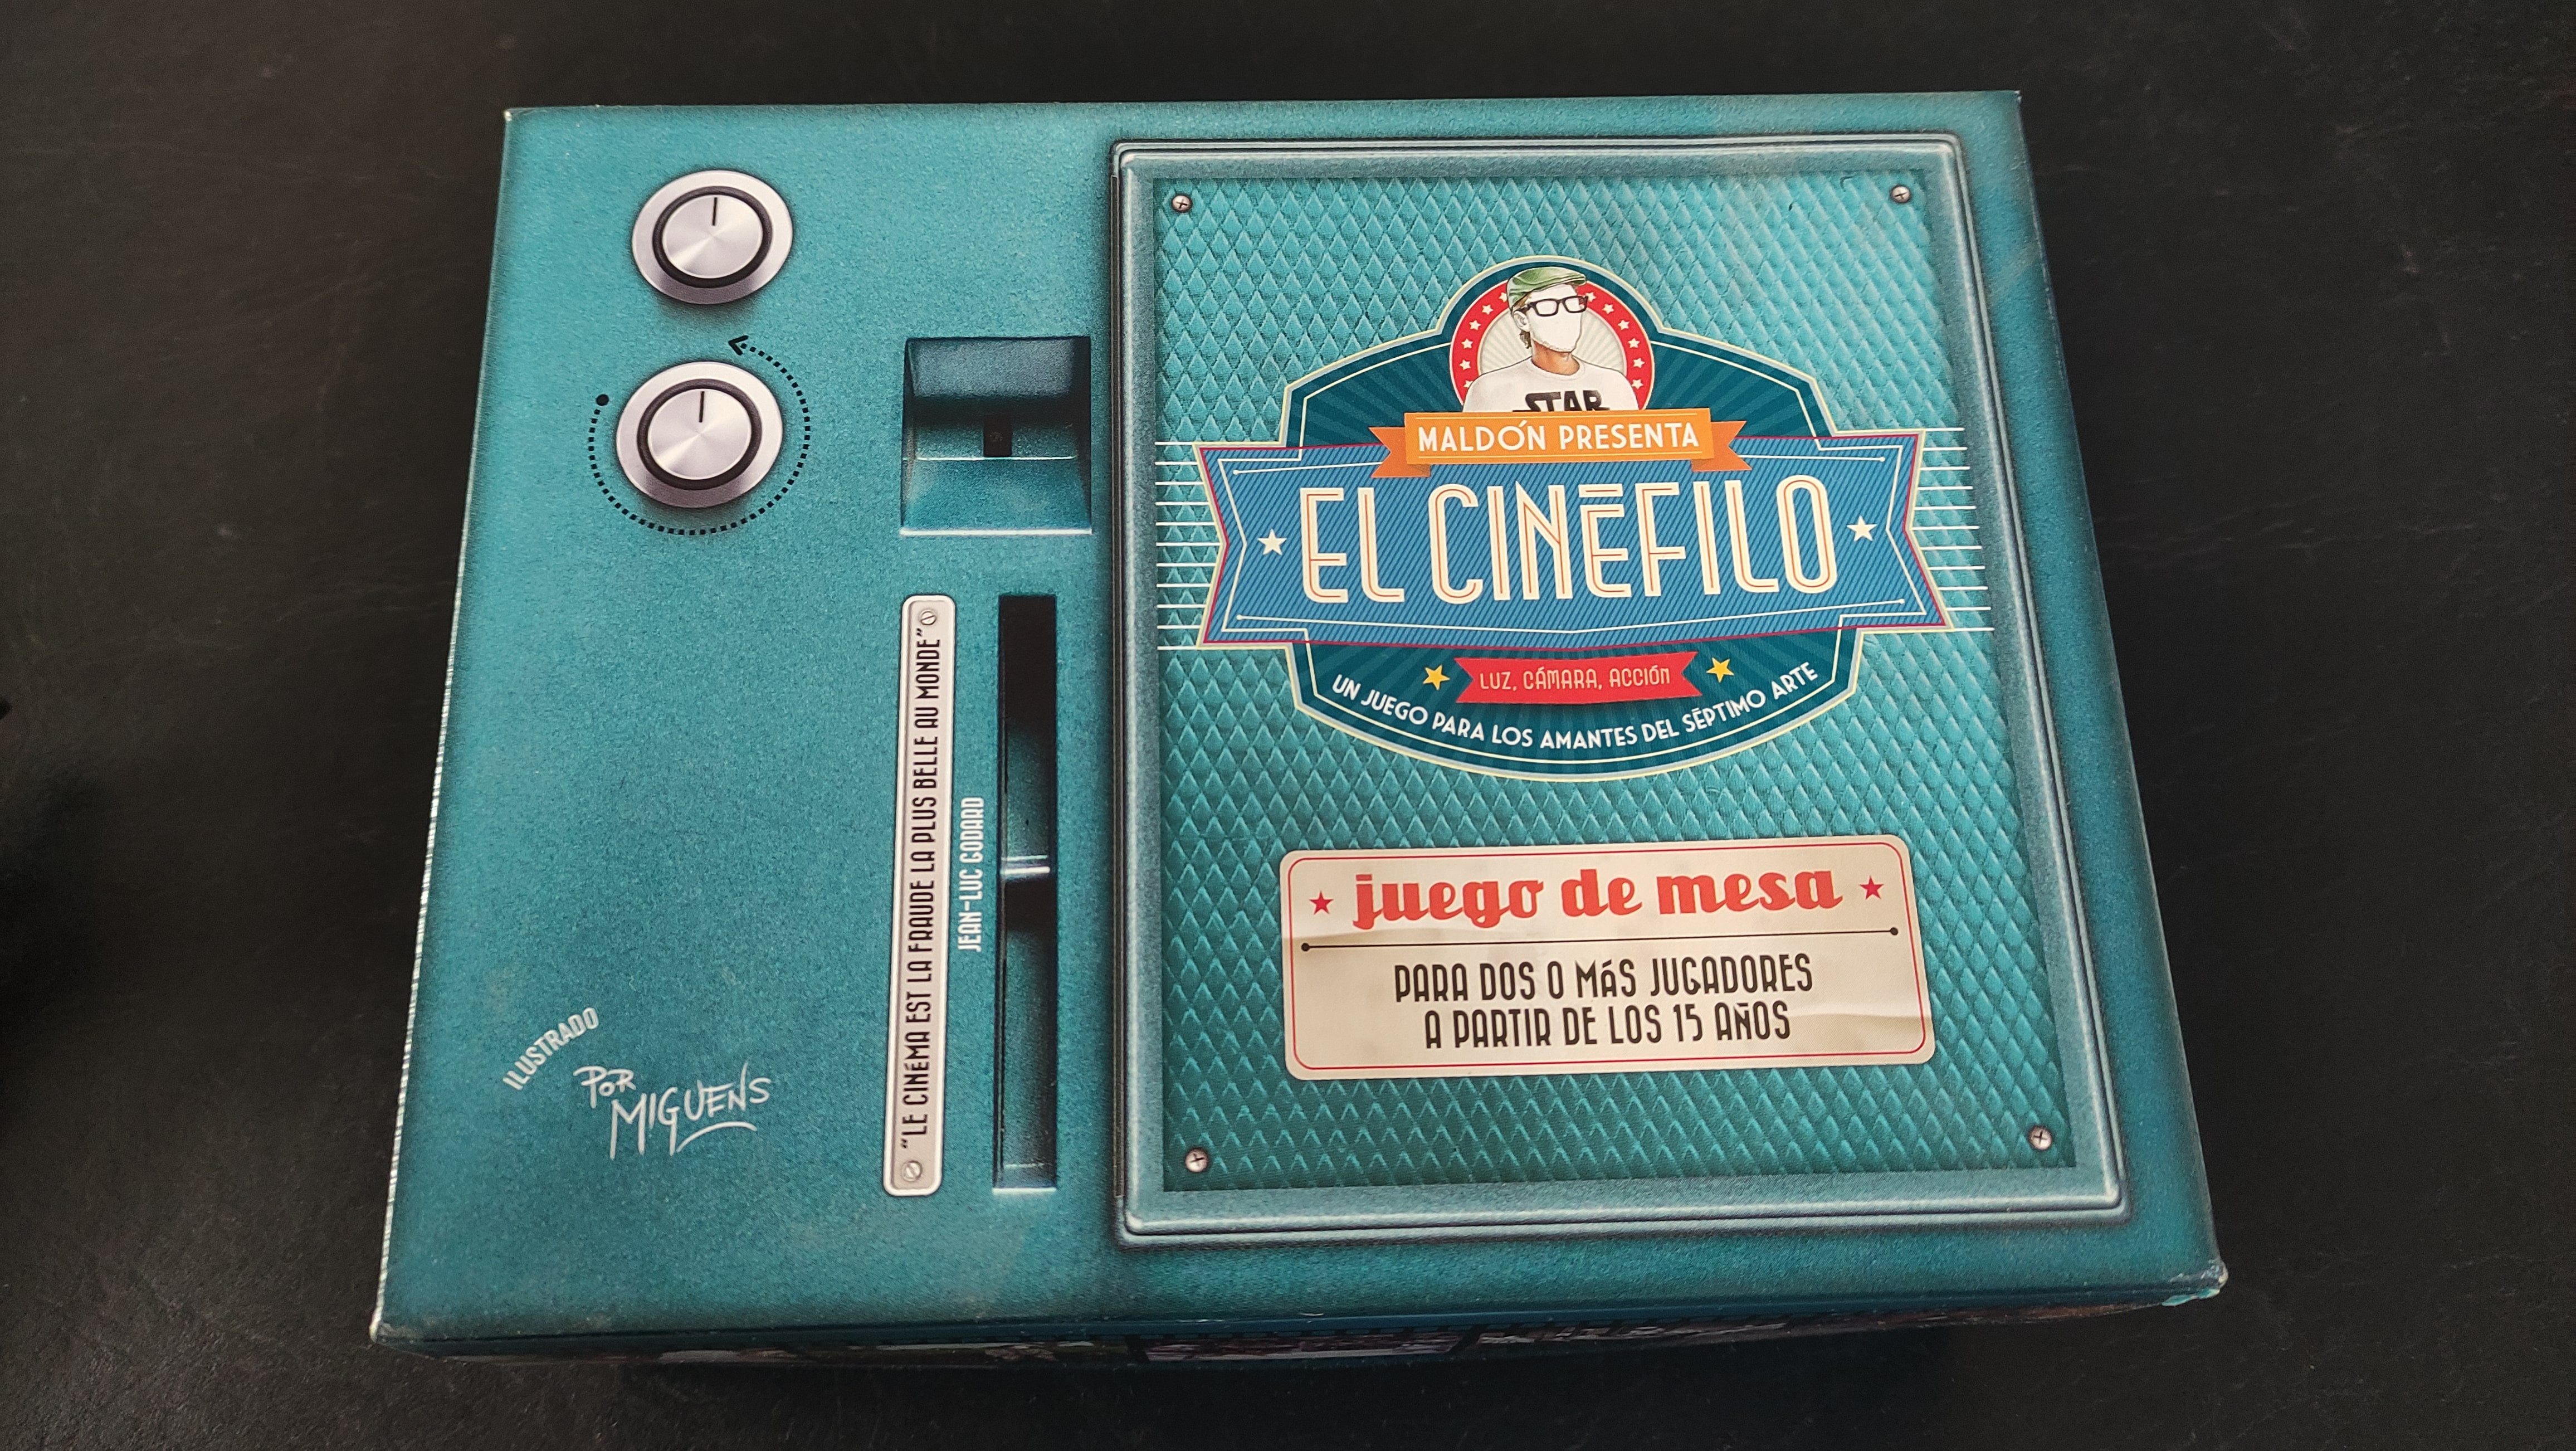 STAR
MALDÓN PRESENTA
EL CINÉFILO
LUZ, CÁMARA, ACCIÓN
UN JUEGO PARA LOS AMANTES DEL SÉPTIMO ARTE
juego de mesa
PARA DOS O MÁS JUGADORES
A PARTIR DE LOS 15 AÑOS
"LE CINÉMA EST LA FRAUDE LA PLUS BELLE AU MONDE"
JEAN-LUC GODARD
ILUSTRADO
POR
MIGUENS